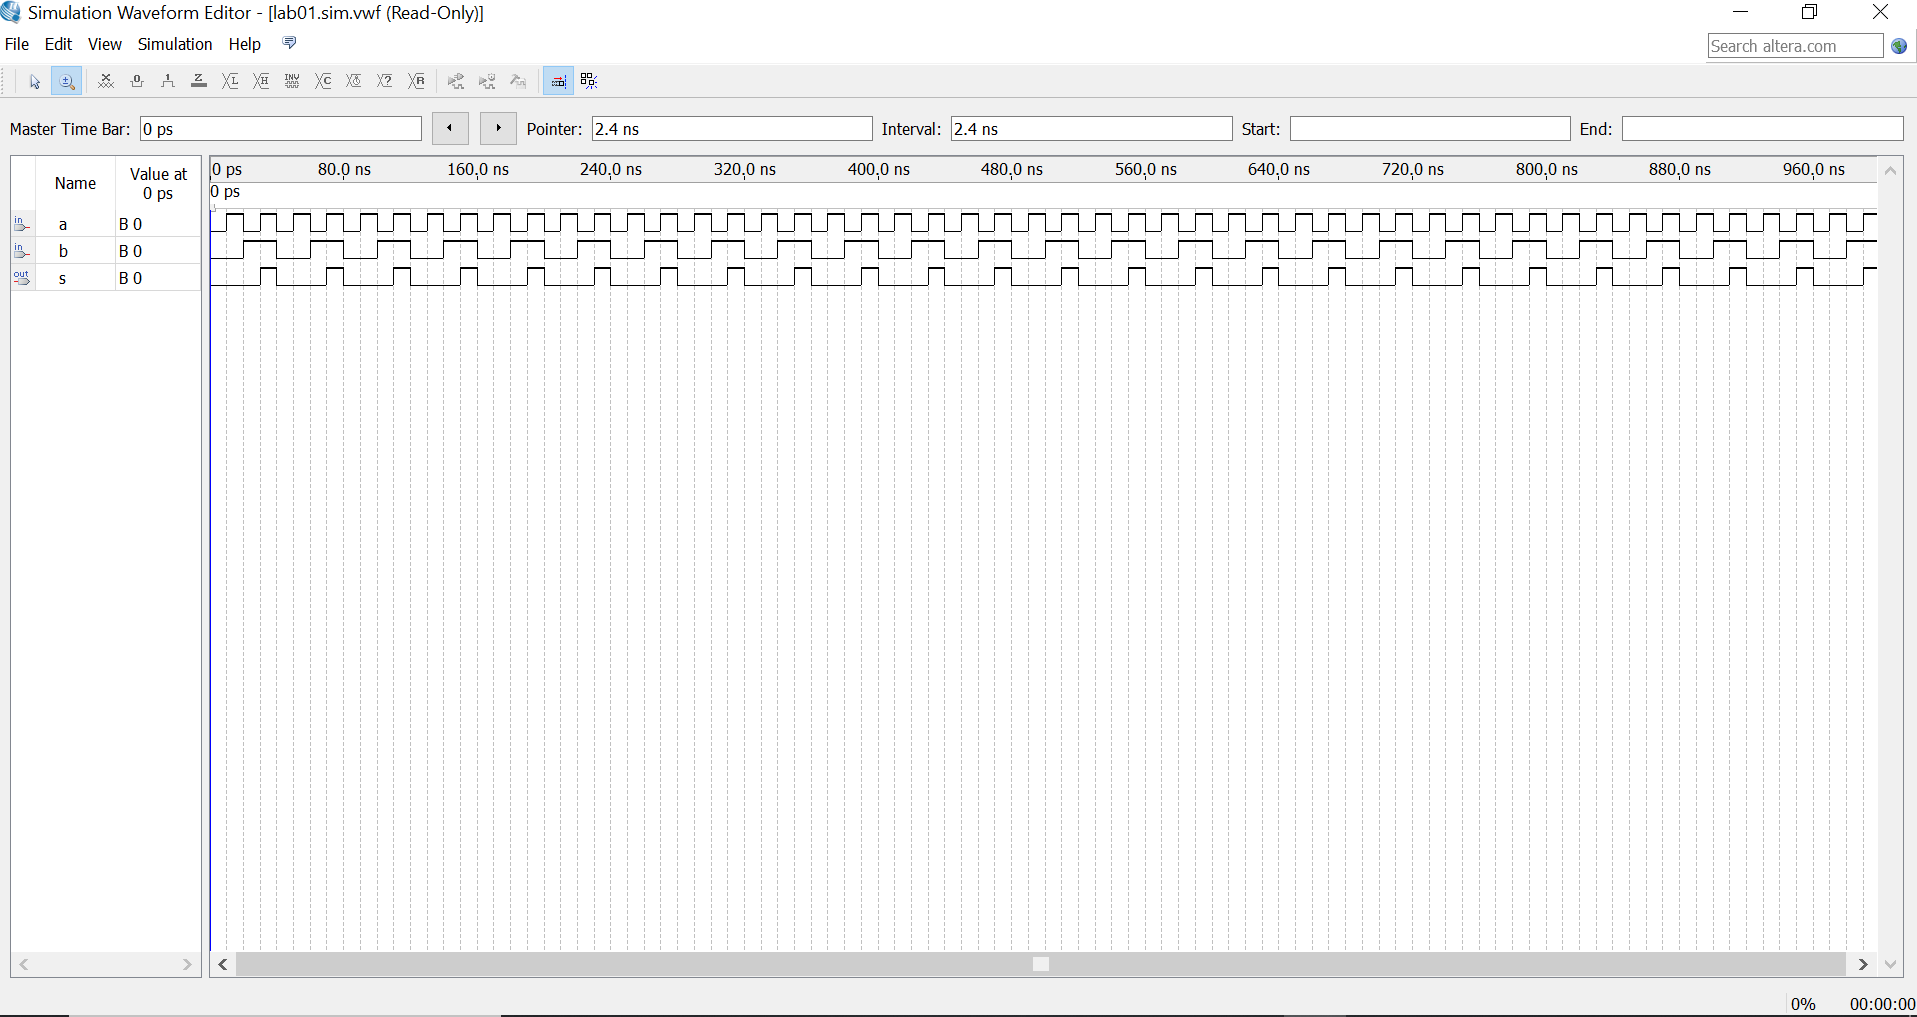 Simulation Waveform Editor - [lab01.sim.vwf (Read-Only)]
File Edit View Simulation Help
Search altera.com
Master Time Bar: 0 ps Pointer: 2.4 ns Interval: 2.4 ns Start: End:
Name Value at 0 ps
0 ps 80.0 ns 160.0 ns 240.0 ns 320.0 ns 400.0 ns 480.0 ns 560.0 ns 640.0 ns 720.0 ns 800.0 ns 880.0 ns 960.0 ns
0 ps
in a B 0
in b B 0
out s B 0
0% 00:00:00